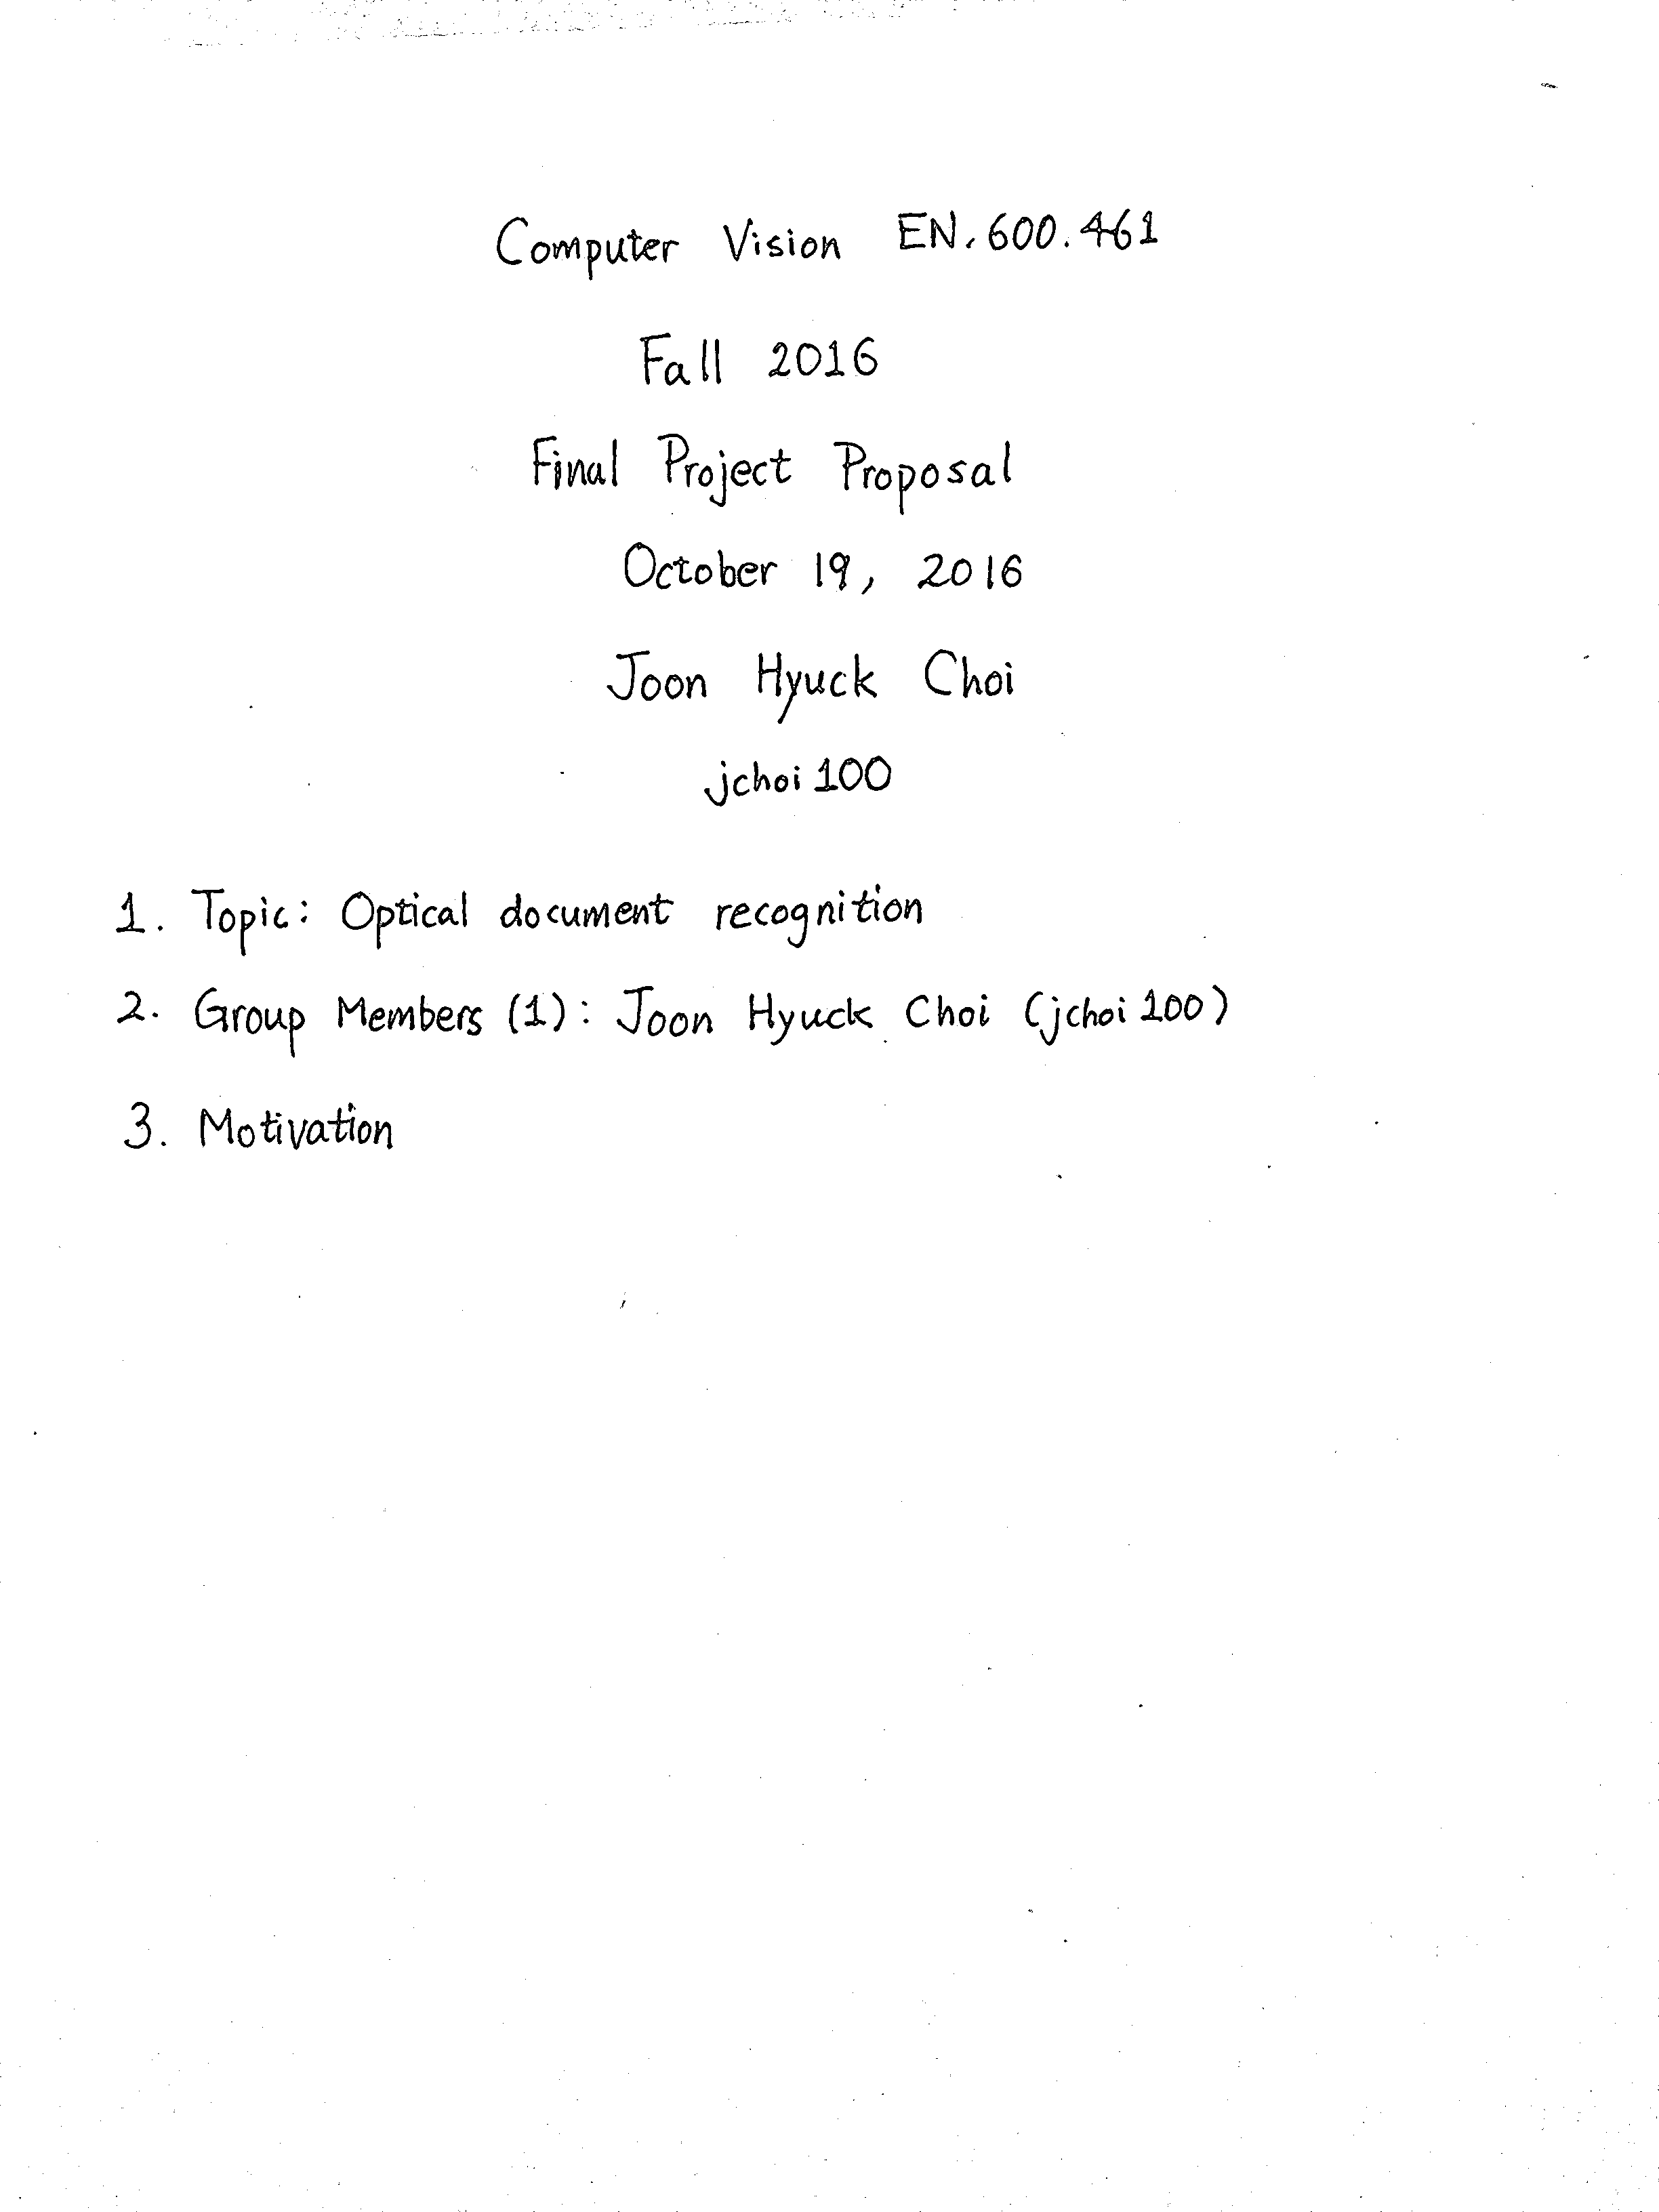 Computer Vision EN.600.461
Fall 2016
Final Project Proposal
October 19, 2016
Joon Hyuck Choi
jchoi100
1. Topic: Optical document recognition
2. Group Members (1): Joon Hyuck Choi (jchoi100)
3. Motivation